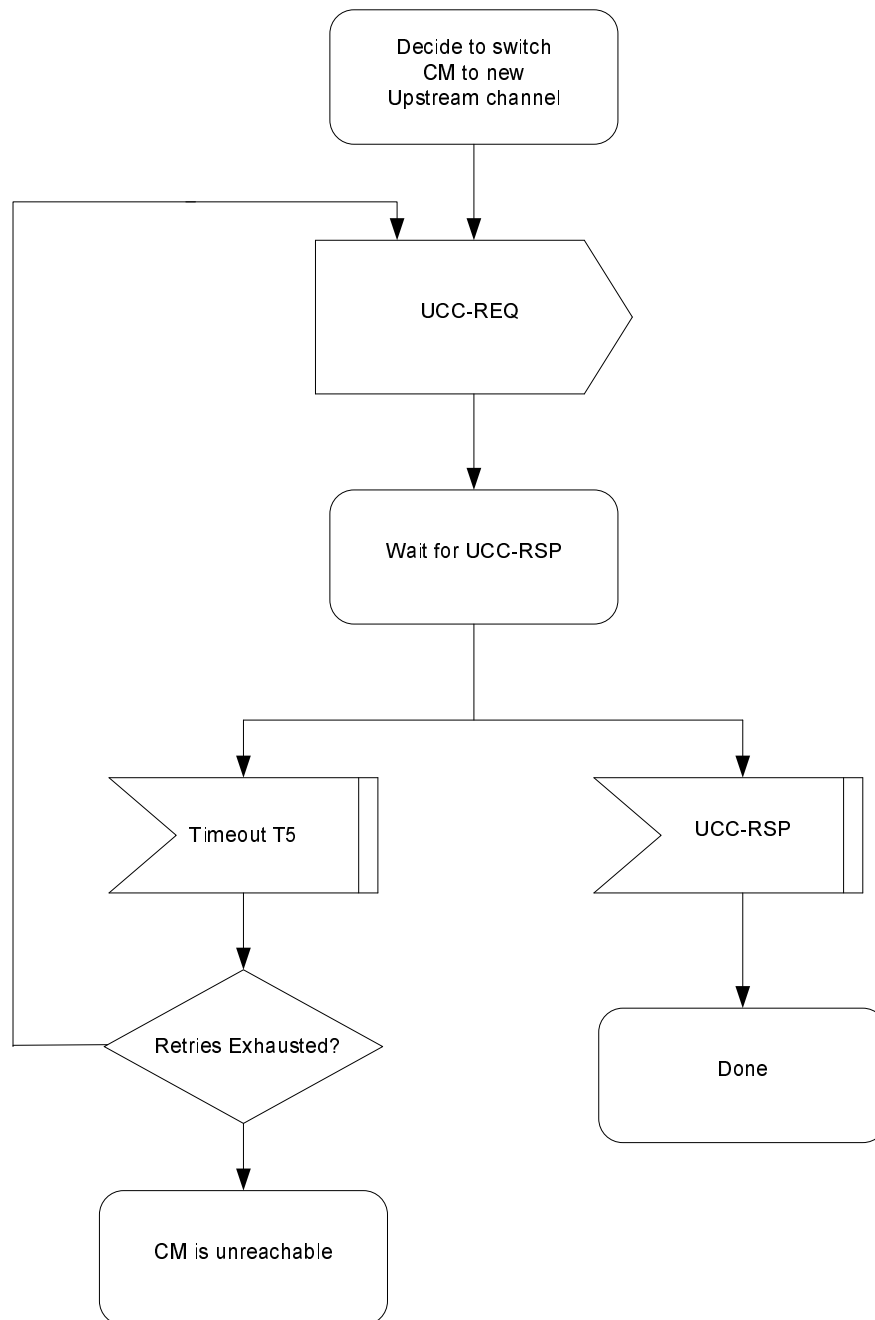 Decide to switch
CM to new
Upstream channel
UCC-REQ
Wait for UCC-RSP
Timeout T5
UCC-RSP
Retries Exhausted?
Done
CM is unreachable